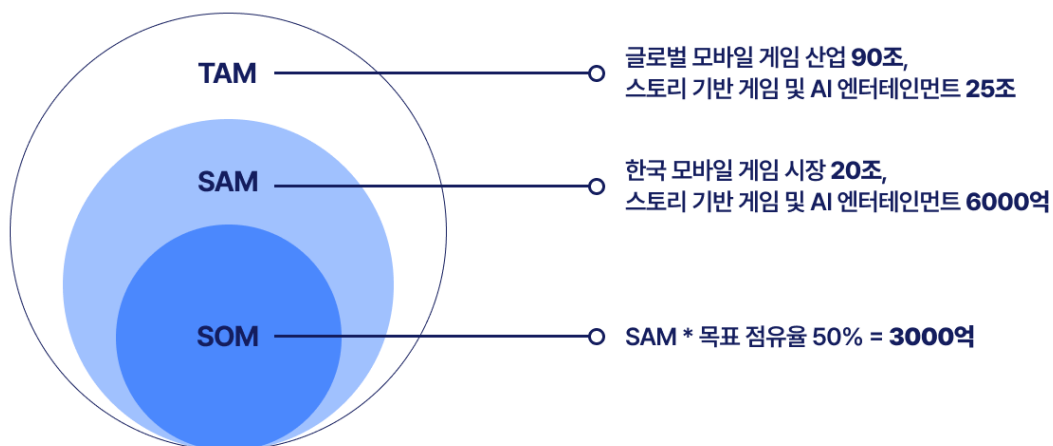 TAM
글로벌 모바일 게임 산업 90조,
스토리 기반 게임 및 AI 엔터테인먼트 25조
SAM
한국 모바일 게임 시장 20조,
스토리 기반 게임 및 AI 엔터테인먼트 6000억
SOM
SAM * 목표 점유율 50% = 3000억